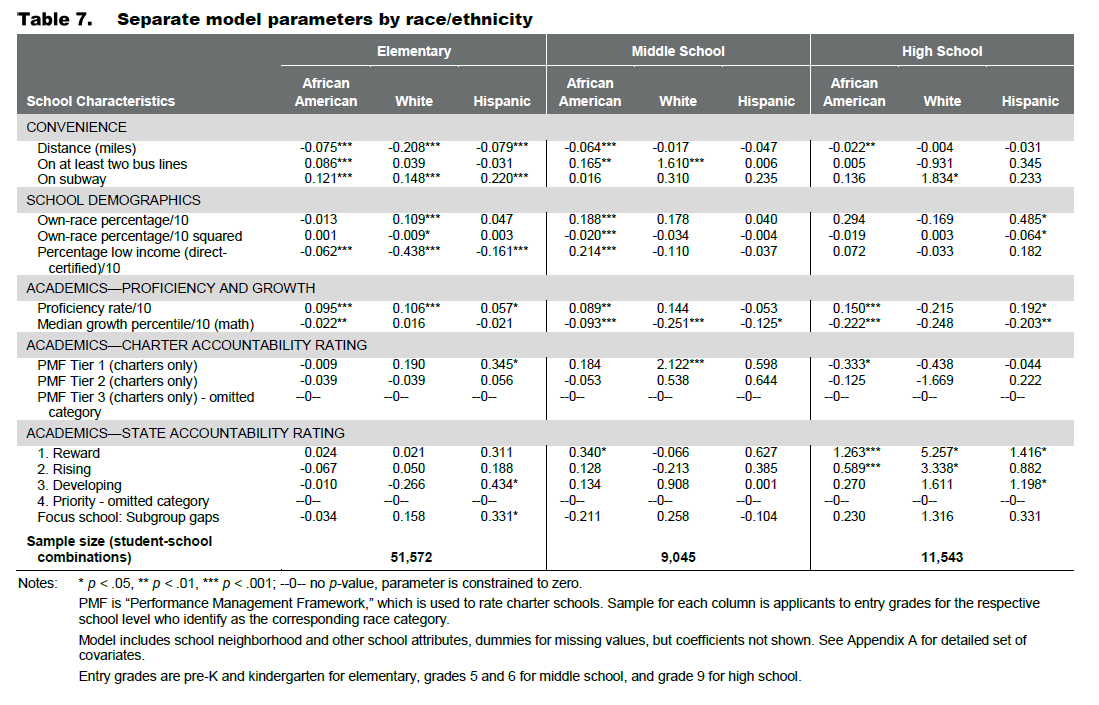 Table 7. Separate model parameters by race/ethnicity
Elementary Middle School High School
African African African
School Characteristics American White Hispanic American White Hispanic American White Hispanic
CONVENIENCE
Distance (miles) -0.075*** -0.208*** -0.079*** -0.064*** -0.017 -0.047 -0.022** -0.004 -0.031
On at least two bus lines 0.086*** 0.039 -0.031 0.165** 1.610*** 0.006 0.005 -0.931 0.345
On subway 0.121*** 0.148*** 0.220*** 0.016 0.310 0.235 0.136 1.834* 0.233
SCHOOL DEMOGRAPHICS
Own-race percentage/10 -0.013 0.109*** 0.047 0.188*** 0.178 0.040 0.294 -0.169 0.485*
Own-race percentage/10 squared 0.001 -0.009* 0.003 -0.020*** -0.034 -0.004 -0.019 0.003 -0.064*
Percentage low income (direct- -0.062*** -0.438*** -0.161*** 0.214*** -0.110 -0.037 0.072 -0.033 0.182
certified)/10
ACADEMICS—PROFICIENCY AND GROWTH
Proficiency rate/10 0.095*** 0.106*** 0.057* 0.089** 0.144 -0.053 0.150*** -0.215 0.192*
Median growth percentile/10 (math) -0.022** 0.016 -0.021 -0.093*** -0.251*** -0.125* -0.222*** -0.248 -0.203**
ACADEMICS—CHARTER ACCOUNTABILITY RATING
PMF Tier 1 (charters only) -0.009 0.190 0.345* 0.184 2.122*** 0.598 -0.333* -0.438 -0.044
PMF Tier 2 (charters only) -0.039 -0.039 0.056 -0.053 0.538 0.644 -0.125 -1.669 0.222
PMF Tier 3 (charters only) - omitted --0-- --0-- --0-- --0-- --0-- --0-- --0-- --0-- --0--
category
ACADEMICS—STATE ACCOUNTABILITY RATING
1. Reward 0.024 0.021 0.311 0.340* -0.066 0.627 1.263*** 5.257* 1.416*
2. Rising -0.067 0.050 0.188 0.128 -0.213 0.385 0.589*** 3.338* 0.882
3. Developing -0.010 -0.266 0.434* 0.134 0.908 0.001 0.270 1.611 1.198*
4. Priority - omitted category --0-- --0-- --0-- --0-- --0-- --0-- --0-- --0-- --0--
Focus school: Subgroup gaps -0.034 0.158 0.331* -0.211 0.258 -0.104 0.230 1.316 0.331
Sample size (student-school
combinations) 51,572 9,045 11,543
Notes: * p < .05, ** p < .01, *** p < .001; --0-- no p-value, parameter is constrained to zero.
PMF is “Performance Management Framework,” which is used to rate charter schools. Sample for each column is applicants to entry grades for the respective
school level who identify as the corresponding race category.
Model includes school neighborhood and other school attributes, dummies for missing values, but coefficients not shown. See Appendix A for detailed set of
covariates.
Entry grades are pre-K and kindergarten for elementary, grades 5 and 6 for middle school, and grade 9 for high school.